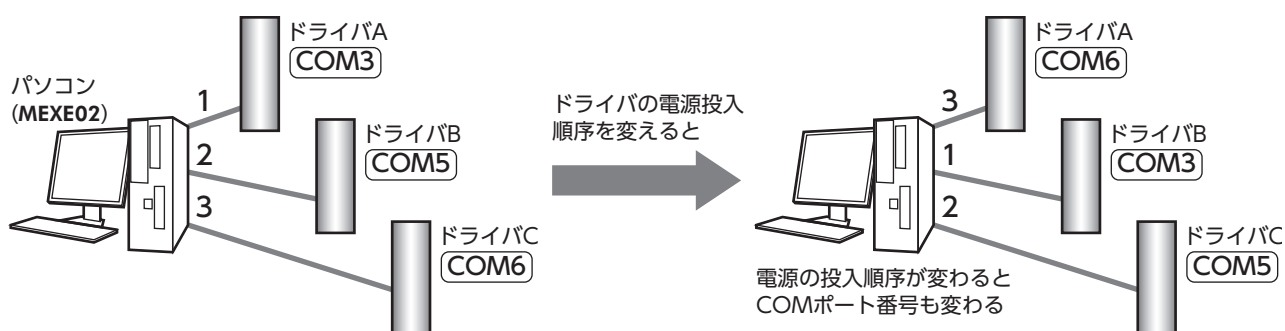 ドライバA
COM3
パソコン
(MEXE02)
1
ドライバB
COM5
2
3
ドライバC
COM6
ドライバの電源投入
順序を変えると
ドライバA
COM6
3
ドライバB
COM3
1
2
ドライバC
COM5
電源の投入順序が変わると
COMポート番号も変わる